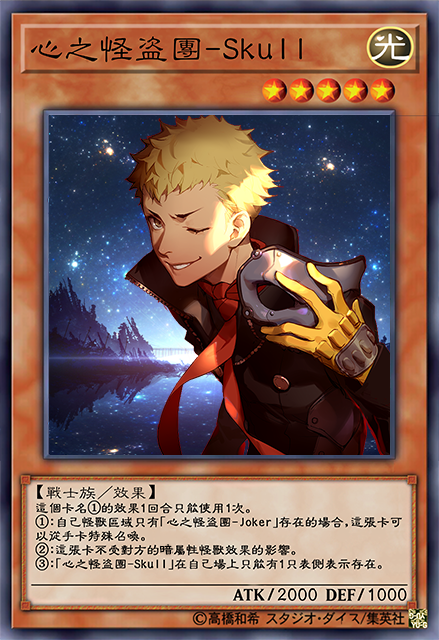 心之怪盗團-Skull
光
【戰士族／效果】
這個卡名①的效果1回合只能使用1次。
①:自己怪獸區域只有「心之怪盗團-Joker」存在的場合,這張卡可
以從手卡特殊召喚。
②:這張卡不受對方的暗屬性怪獸效果的影響。
③:「心之怪盗團-Skull」在自己場上只能有1只表側表示存在。
ATK/2000 DEF/1000
©高橋和希 スタジオ・ダイス/集英社